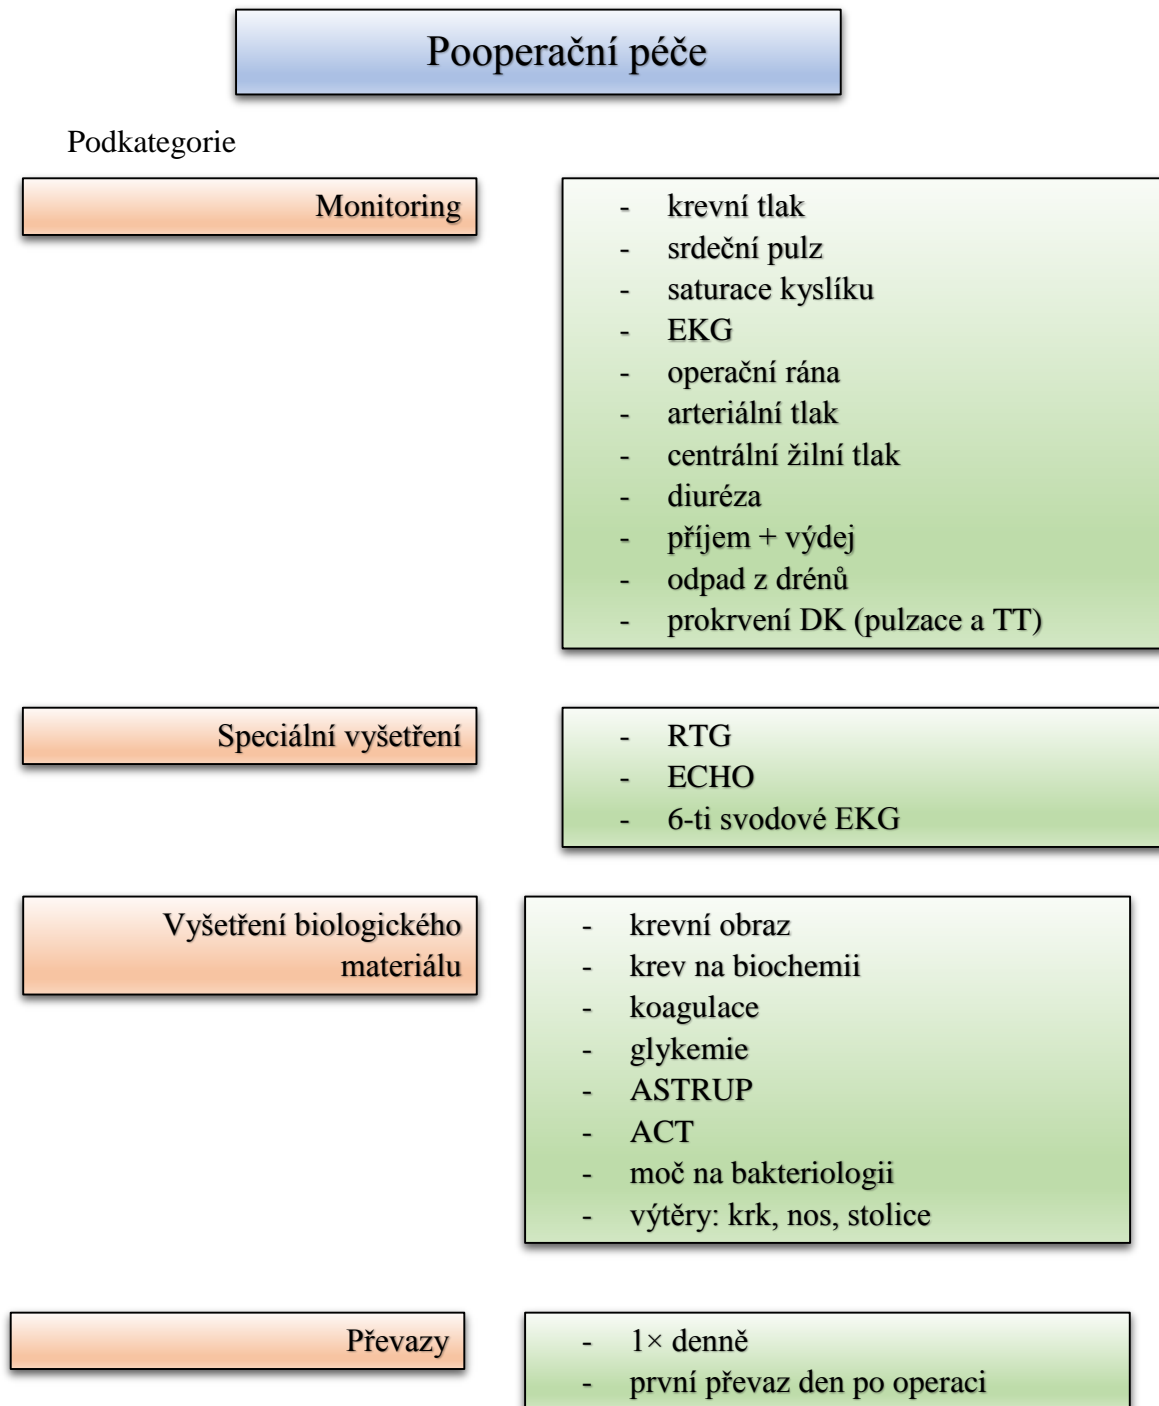 Pooperační péče
Podkategorie
Monitoring
- krevní tlak
- srdeční pulz
- saturace kyslíku
- EKG
- operační rána
- arteriální tlak
- centrální žilní tlak
- diuréza
- příjem + výdej
- odpad z drénů
- prokrvení DK (pulzace a TT)
Speciální vyšetření
- RTG
- ECHO
- 6-ti svodové EKG
Vyšetření biologického
materiálu
- krevní obraz
- krev na biochemii
- koagulace
- glykemie
- ASTRUP
- ACT
- moč na bakteriologii
- výtěry: krk, nos, stolice
Převazy
- 1× denně
- první převaz den po operaci